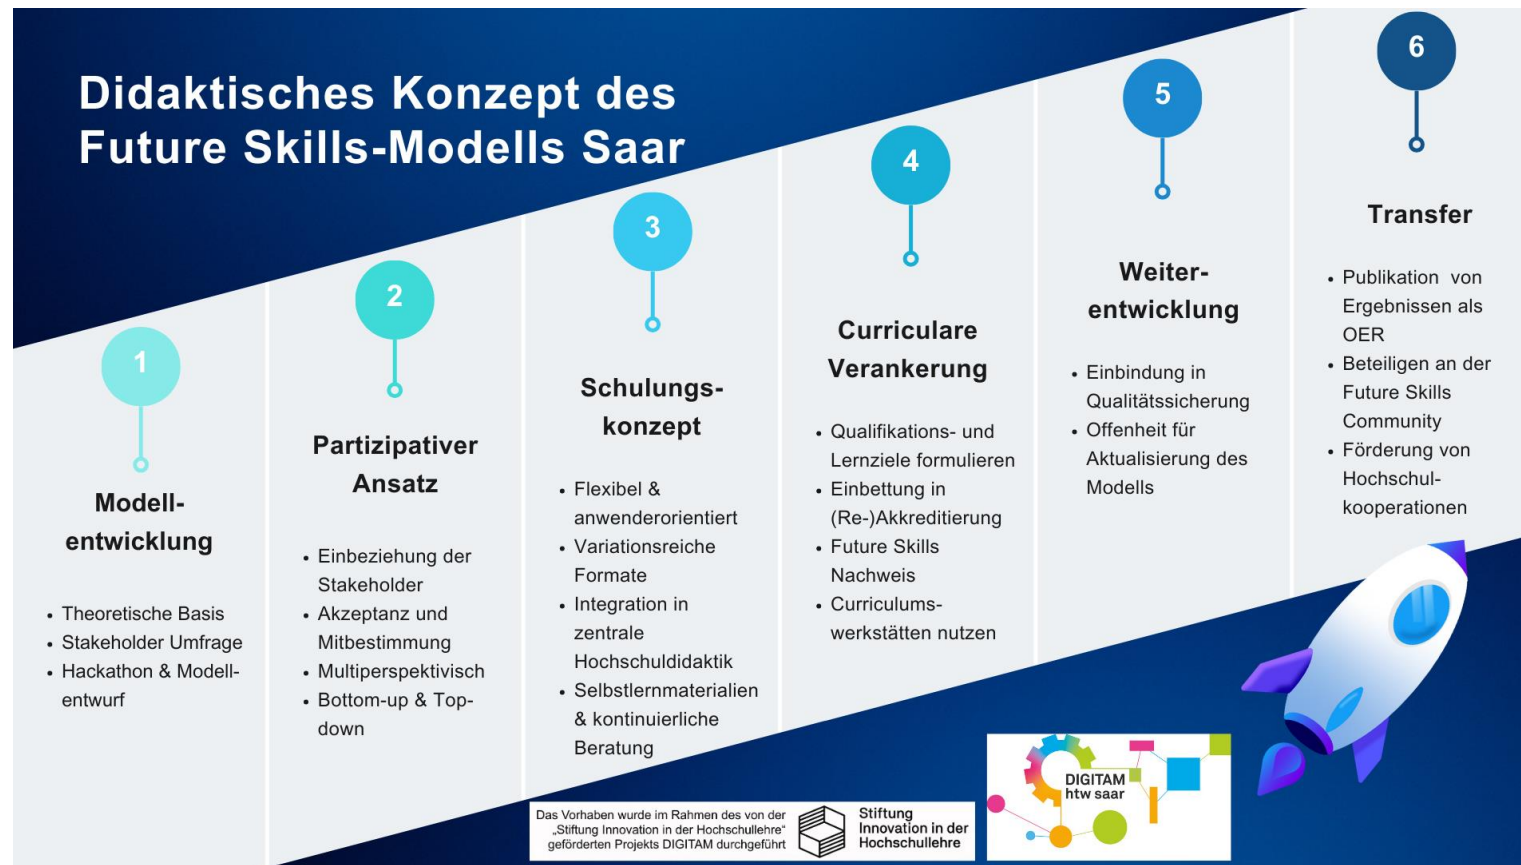 Didaktisches Konzept des
Future Skills-Modells Saar
1
Modell-
entwicklung
• Theoretische Basis
• Stakeholder Umfrage
• Hackathon & Modell-
entwurf
2
Partizipativer
Ansatz
• Einbeziehung der
Stakeholder
• Akzeptanz und
Mitbestimmung
• Multiperspektivisch
• Bottom-up & Top-
down
3
Schulungs-
konzept
• Flexibel &
anwenderorientiert
• Variationsreiche
Formate
• Integration in
zentrale
Hochschuldidaktik
• Selbstlernmaterialien
& kontinuierliche
Beratung
4
Curriculare
Verankerung
• Qualifikations- und
Lernziele formulieren
• Einbettung in
(Re-)Akkreditierung
• Future Skills
Nachweis
• Curriculums-
werkstätten nutzen
5
Weiter-
entwicklung
• Einbindung in
Qualitätssicherung
• Offenheit für
Aktualisierung des
Modells
6
Transfer
• Publikation von
Ergebnissen als
OER
• Beteiligen an der
Future Skills
Community
• Förderung von
Hochschul-
kooperationen
Das Vorhaben wurde im Rahmen des von der
„Stiftung Innovation in der Hochschullehre“
geförderten Projekts DIGITAM durchgeführt
Stiftung
Innovation in der
Hochschullehre
DIGITAM
htw saar